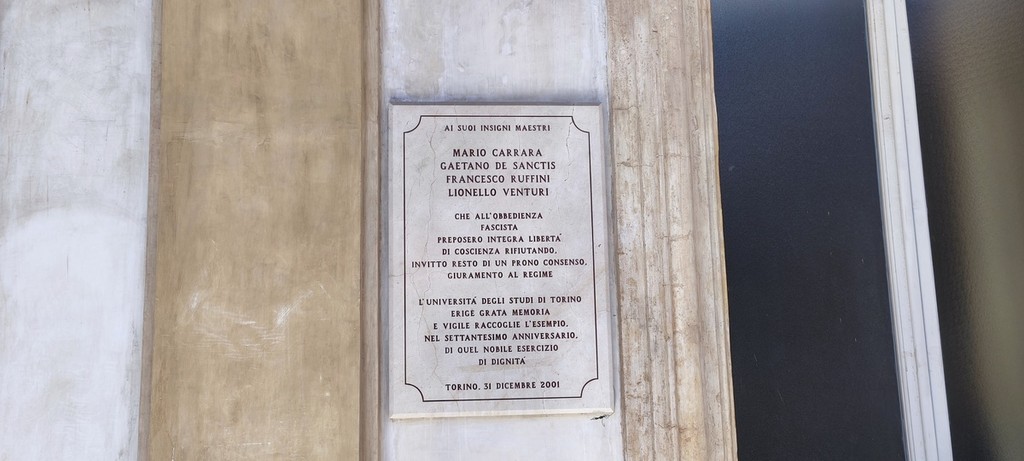 AI SUOI INSIGNI MAESTRI
MARIO CARRARA
GAETANO DE SANCTIS
FRANCESCO RUFFINI
LIONELLO VENTURI
CHE ALL'OBBEDIENZA
FASCISTA
PREPOSERO INTEGRA LIBERTA'
DI COSCIENZA RIFIUTANDO,
INVITTO RESTO DI UN PRONO CONSENSO,
GIURAMENTO AL REGIME
L'UNIVERSITA' DEGLI STUDI DI TORINO
ERIGE GRATA MEMORIA
E VIGILE RACCOGLIE L'ESEMPIO,
NEL SETTANTESIMO ANNIVERSARIO,
DI QUEL NOBILE ESERCIZIO
DI DIGNITA'
TORINO, 31 DICEMBRE 2001